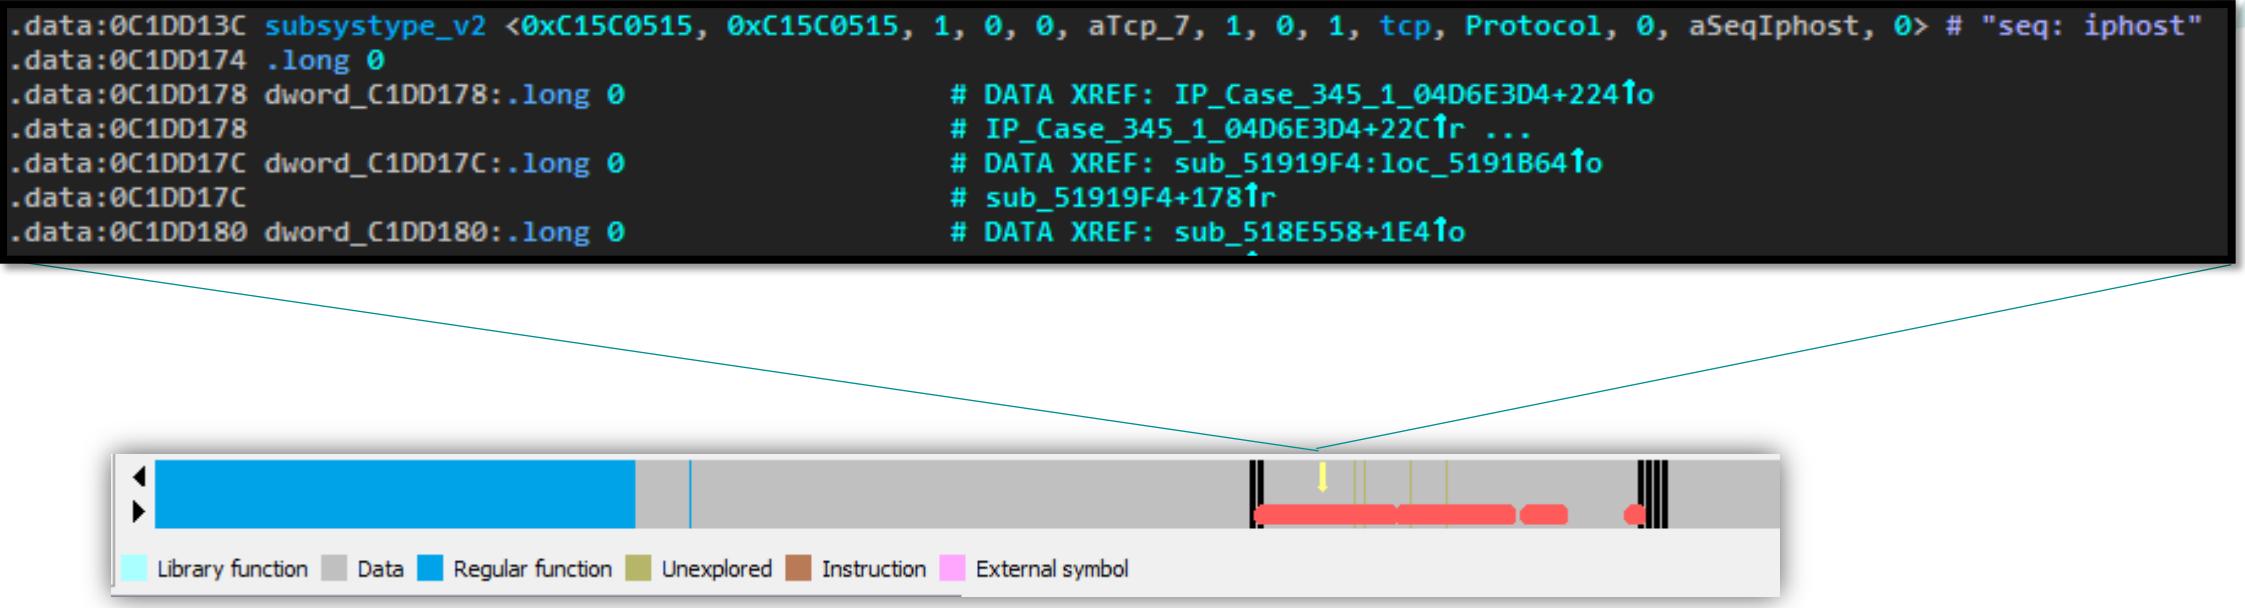 .data:0C1DD13C subsystype_v2 <0xC15C0515, 0xC15C0515, 1, 0, 0, aTcp_7, 1, 0, 1, tcp, Protocol, 0, aSeqIphost, 0> # "seq: iphost"
.data:0C1DD174 .long 0
.data:0C1DD178 dword_C1DD178:.long 0 # DATA XREF: IP_Case_345_1_04D6E3D4+224↑o
.data:0C1DD178 # IP_Case_345_1_04D6E3D4+22C↑r ...
.data:0C1DD17C dword_C1DD17C:.long 0 # DATA XREF: sub_51919F4:loc_5191B64↑o
.data:0C1DD17C # sub_51919F4+178↑r
.data:0C1DD180 dword_C1DD180:.long 0 # DATA XREF: sub_518E558+1E4↑o
Library function Data Regular function Unexplored Instruction External symbol